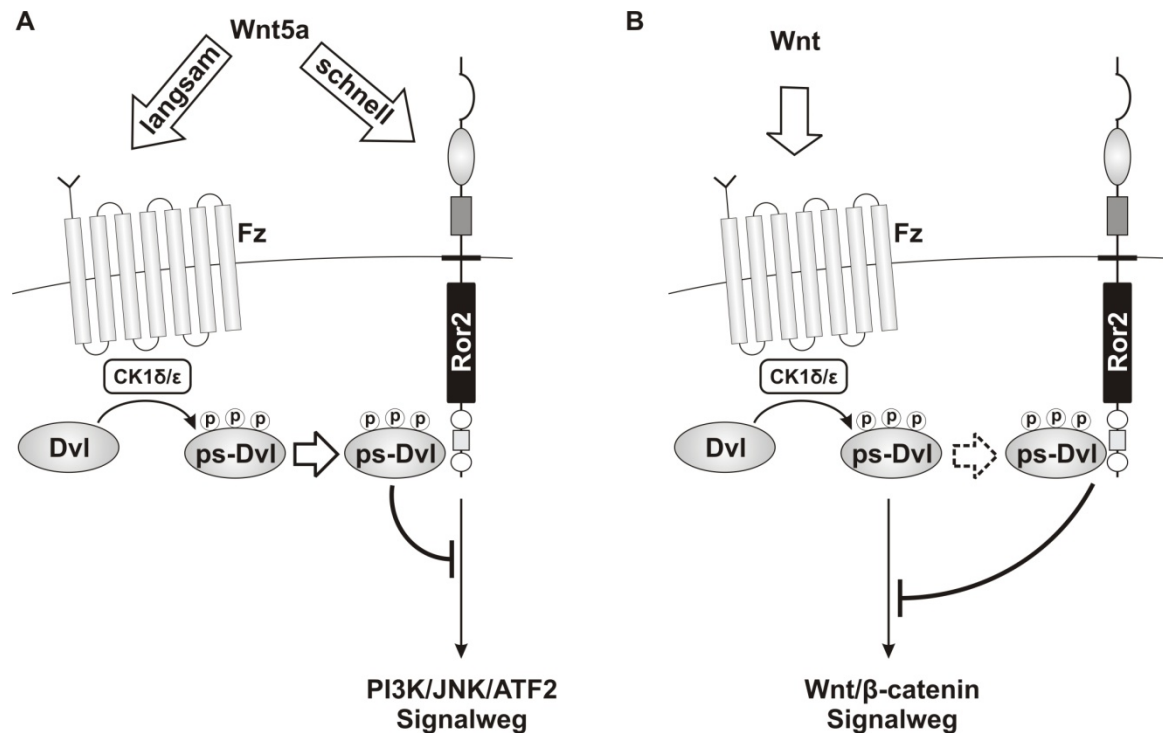 A
Wnt5a
langsam
schnell
Fz
Ror2
CK1δ/ε
Dvl
p p p
ps-Dvl
p p p
ps-Dvl
PI3K/JNK/ATF2
Signalweg
B
Wnt
Fz
Ror2
CK1δ/ε
Dvl
p p p
ps-Dvl
p p p
ps-Dvl
Wnt/β-catenin
Signalweg